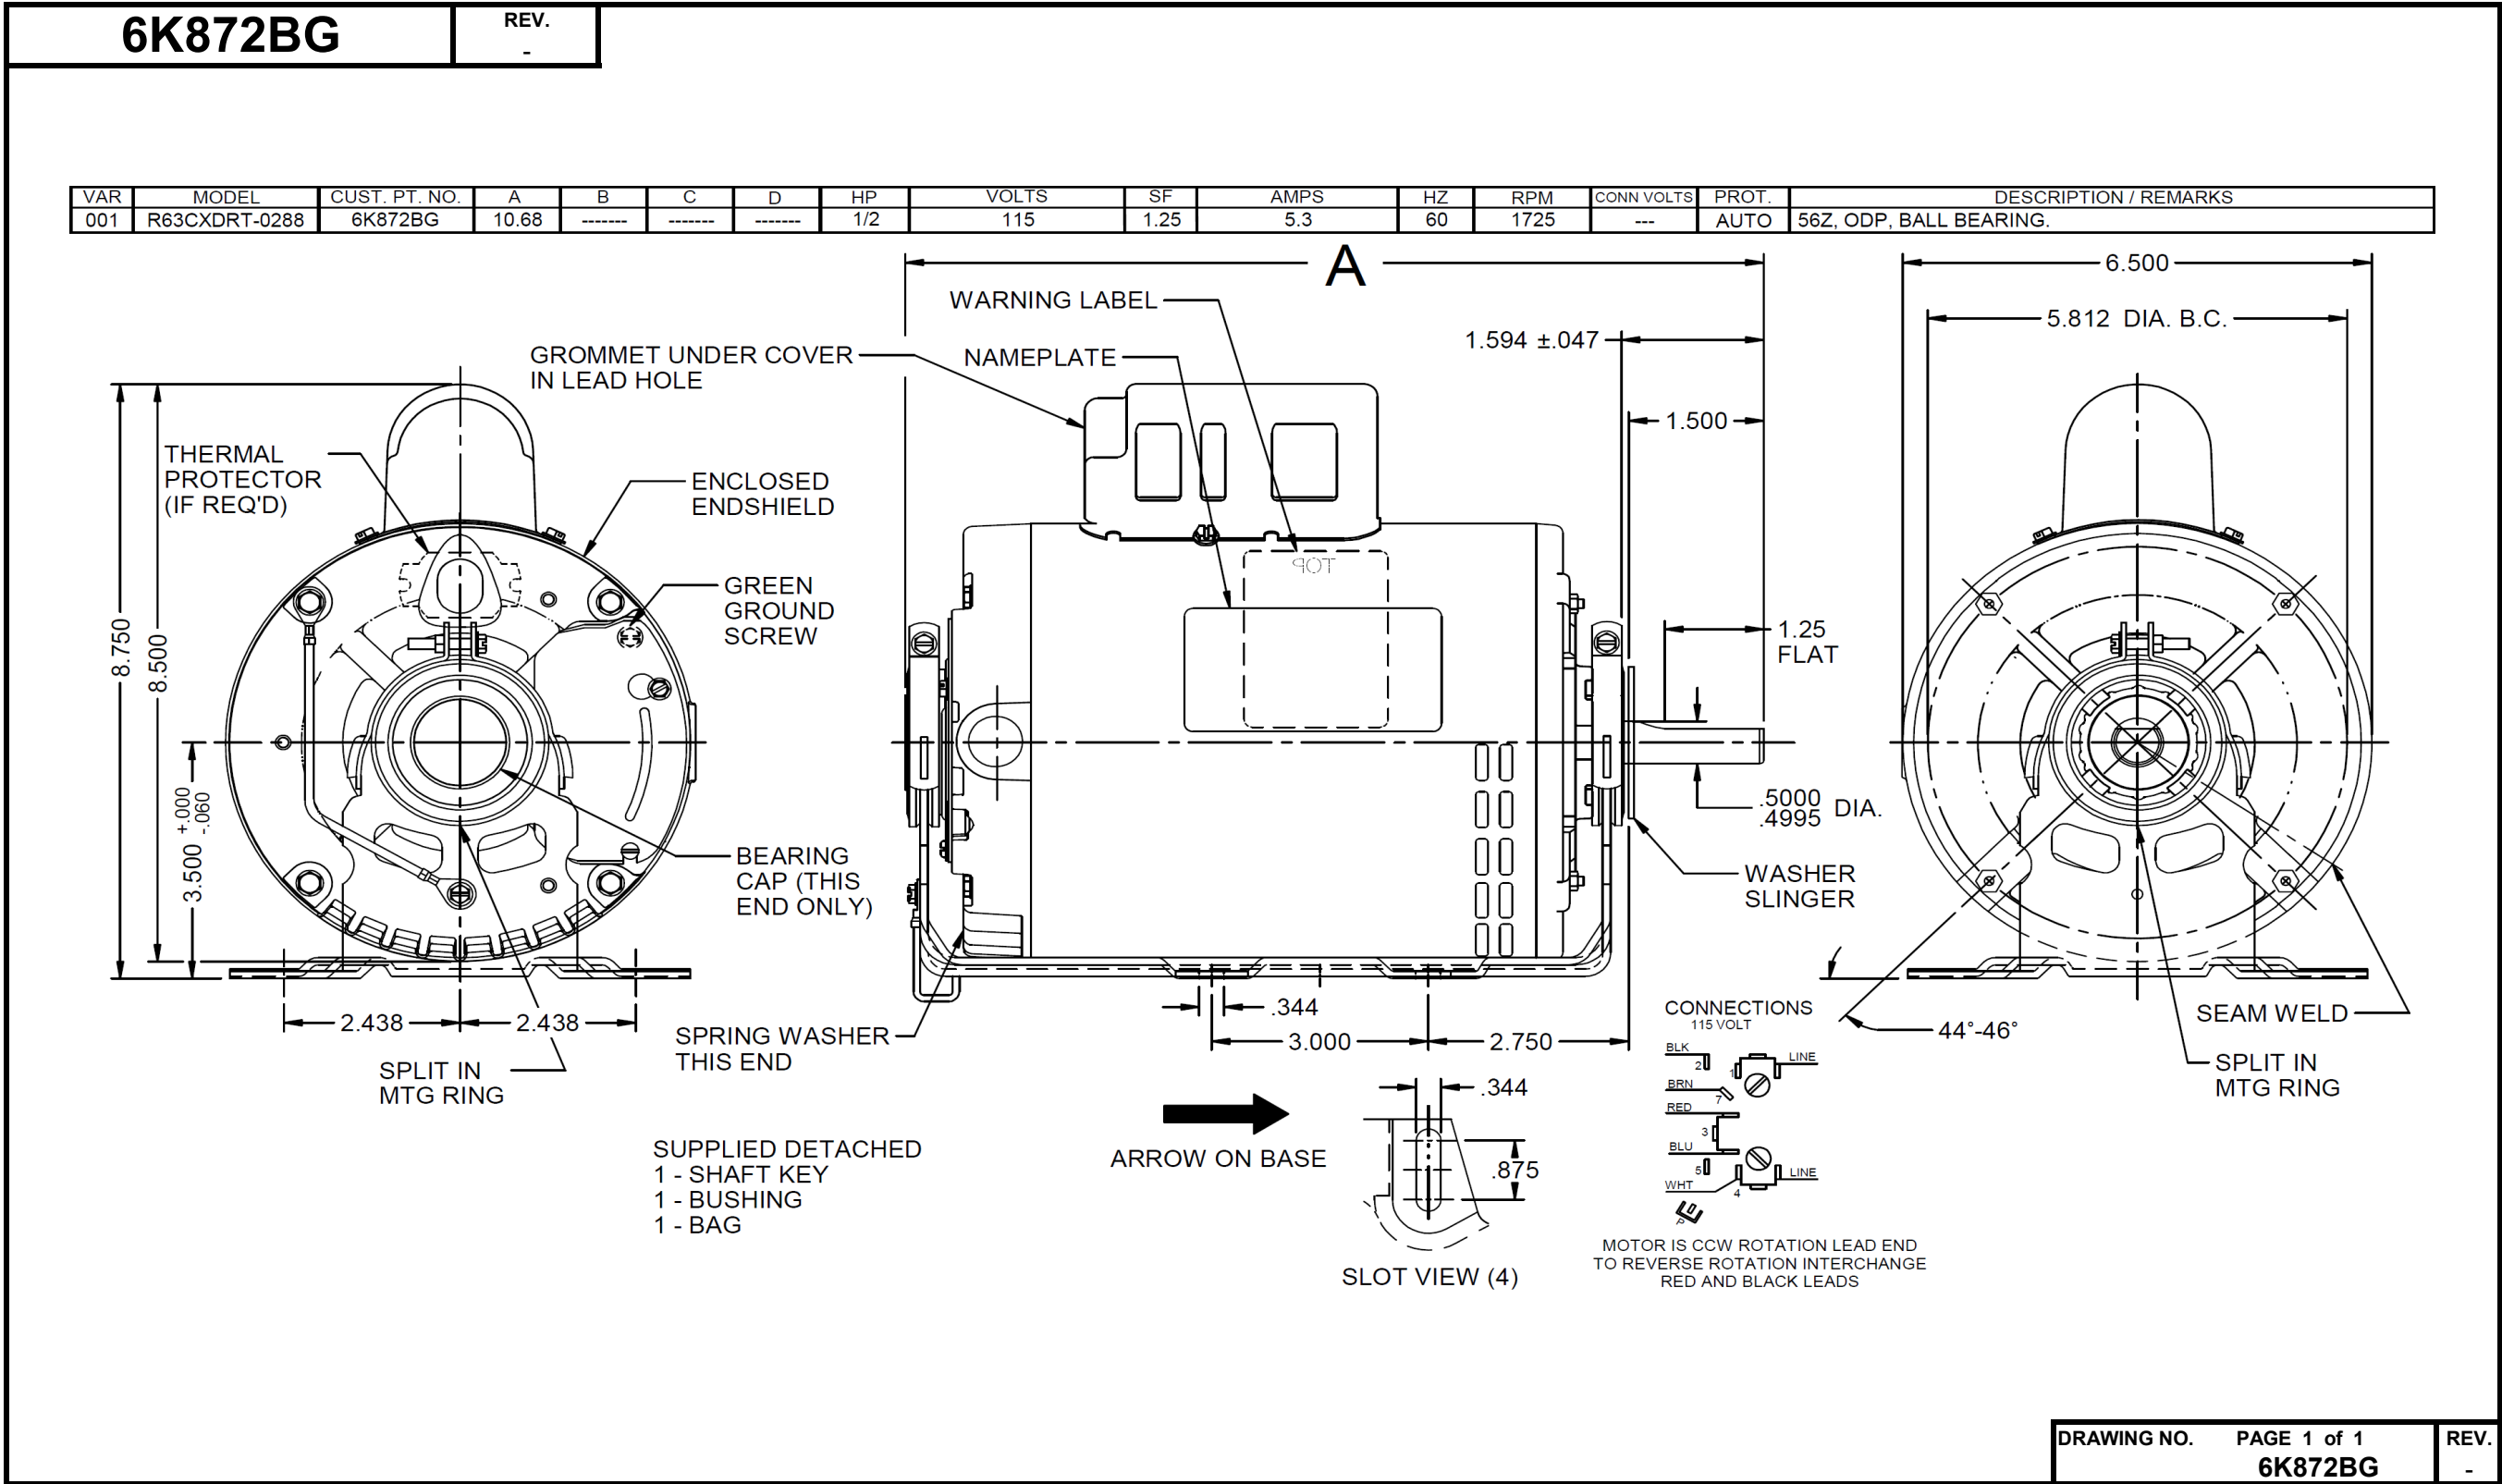 6K872BG
REV.
-
VAR MODEL CUST. PT. NO. A B C D HP VOLTS SF AMPS HZ RPM CONN VOLTS PROT. DESCRIPTION / REMARKS
001 R63CXDRT-0288 6K872BG 10.68 ------- ------- ------- 1/2 115 1.25 5.3 60 1725 --- AUTO 56Z, ODP, BALL BEARING.
A
6.500
WARNING LABEL
5.812 DIA. B.C.
1.594 ±.047
GROMMET UNDER COVER
IN LEAD HOLE
NAMEPLATE
1.500
THERMAL
PROTECTOR
(IF REQ'D)
ENCLOSED
ENDSHIELD
TOP
GREEN
GROUND
SCREW
8.750
8.500
1.25
FLAT
3.500 +.000
-.060
.5000
.4995 DIA.
BEARING
CAP (THIS
END ONLY)
WASHER
SLINGER
2.438
2.438
.344
3.000
2.750
SPRING WASHER
THIS END
SPLIT IN
MTG RING
44°-46°
SEAM WELD
SPLIT IN
MTG RING
CONNECTIONS
115 VOLT
BLK
2
1
LINE
BRN
7
RED
3
BLU
5
LINE
WHT
4
P
MOTOR IS CCW ROTATION LEAD END
TO REVERSE ROTATION INTERCHANGE
RED AND BLACK LEADS
.344
.875
SLOT VIEW (4)
ARROW ON BASE
SUPPLIED DETACHED
1 - SHAFT KEY
1 - BUSHING
1 - BAG
DRAWING NO. PAGE 1 of 1 REV.
6K872BG -